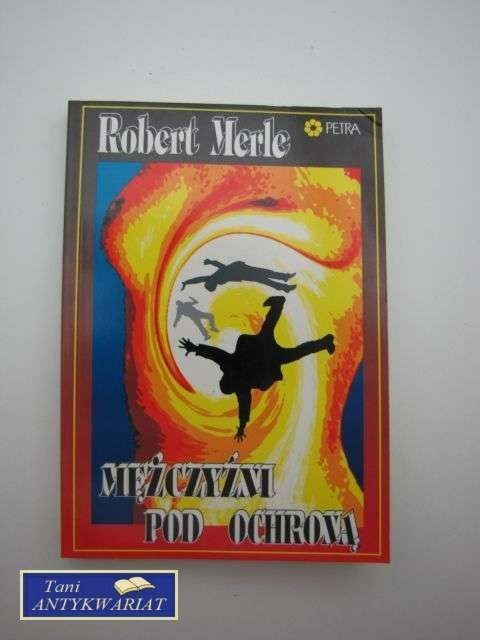 Robert Merle
PETRA
MĘŻCZYŹNI
POD OCHRONĄ
Tani
ANTYKWARIAT